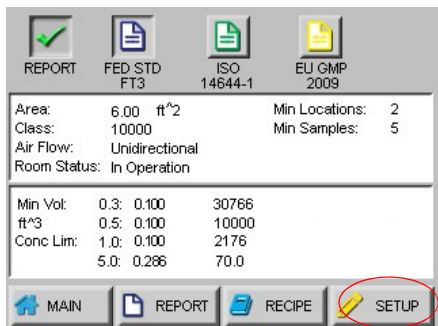 REPORT FED STD FT3 ISO 14644-1 EU GMP 2009
Area: 6.00 ft^2 Min Locations: 2
Class: 10000 Min Samples: 5
Air Flow: Unidirectional
Room Status: In Operation
Min Vol: 0.3: 0.100 30766
ft^3 0.5: 0.100 10000
Conc Lim: 1.0: 0.100 2176
5.0: 0.286 70.0
MAIN REPORT RECIPE SETUP